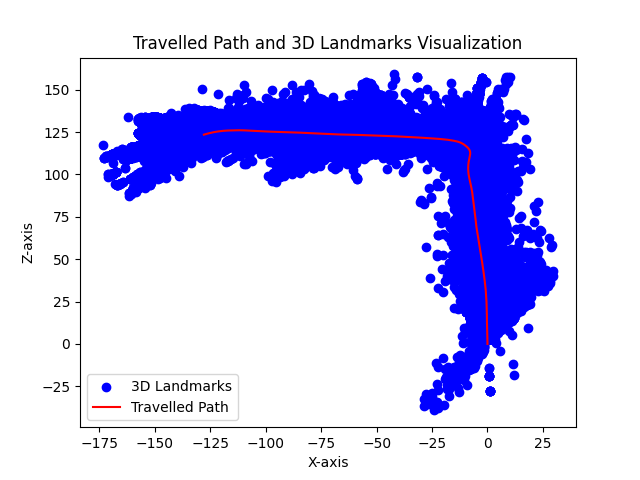 Travelled Path and 3D Landmarks Visualization
Z-axis
150
125
100
75
50
25
0
−25
3D Landmarks
Travelled Path
−175 −150 −125 −100 −75 −50 −25 0 25
X-axis